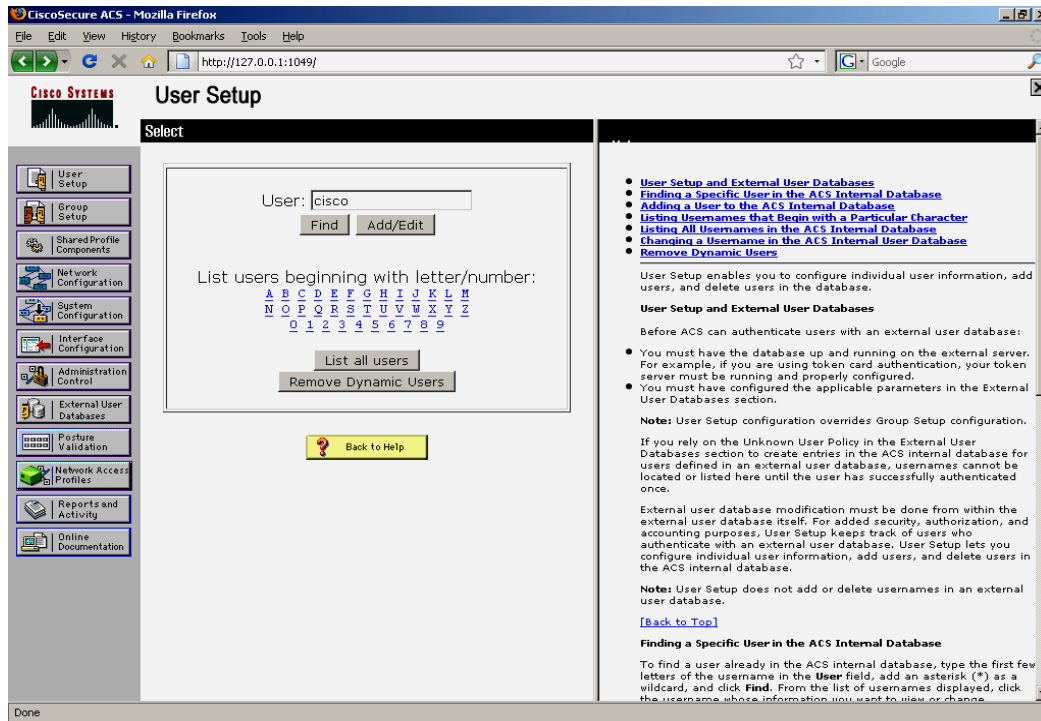 CiscoSecure ACS - Mozilla Firefox
File Edit View History Bookmarks Tools Help
http://127.0.0.1:1049/
G Google
CISCO SYSTEMS
User Setup
Select
User Setup
Group Setup
Shared Profile Components
Network Configuration
System Configuration
Interface Configuration
Administration Control
External User Databases
Posture Validation
Network Access Profiles
Reports and Activity
Online Documentation
User: cisco
Find Add/Edit
List users beginning with letter/number:
A B C D E F G H I J K L M
N O P Q R S T U V W X Y Z
0 1 2 3 4 5 6 7 8 9
List all users
Remove Dynamic Users
? Back to Help
User Setup and External User Databases
Finding a Specific User in the ACS Internal Database
Adding a User to the ACS Internal Database
Listing Usernames that Begin with a Particular Character
Listing All Usernames in the ACS Internal Database
Changing a Username in the ACS Internal User Database
Remove Dynamic Users
User Setup enables you to configure individual user information, add
users, and delete users in the database.
User Setup and External User Databases
Before ACS can authenticate users with an external user database:
You must have the database up and running on the external server.
For example, if you are using token card authentication, your token
server must be running and properly configured.
You must have configured the applicable parameters in the External
User Databases section.
Note: User Setup configuration overrides Group Setup configuration.
If you rely on the Unknown User Policy in the External User
Databases section to create entries in the ACS internal database for
users defined in an external user database, usernames cannot be
located or listed here until the user has successfully authenticated
once.
External user database modification must be done from within the
external user database itself. For added security, authorization, and
accounting purposes, User Setup keeps track of users who
authenticate with an external user database. User Setup lets you
configure individual user information, add users, and delete users in
the ACS internal database.
Note: User Setup does not add or delete usernames in an external
user database.
[Back to Top]
Finding a Specific User in the ACS Internal Database
To find a user already in the ACS internal database, type the first few
letters of the username in the User field, add an asterisk (*) as a
wildcard, and click Find. From the list of usernames displayed, click
the username whose information you want to view or change.
Done